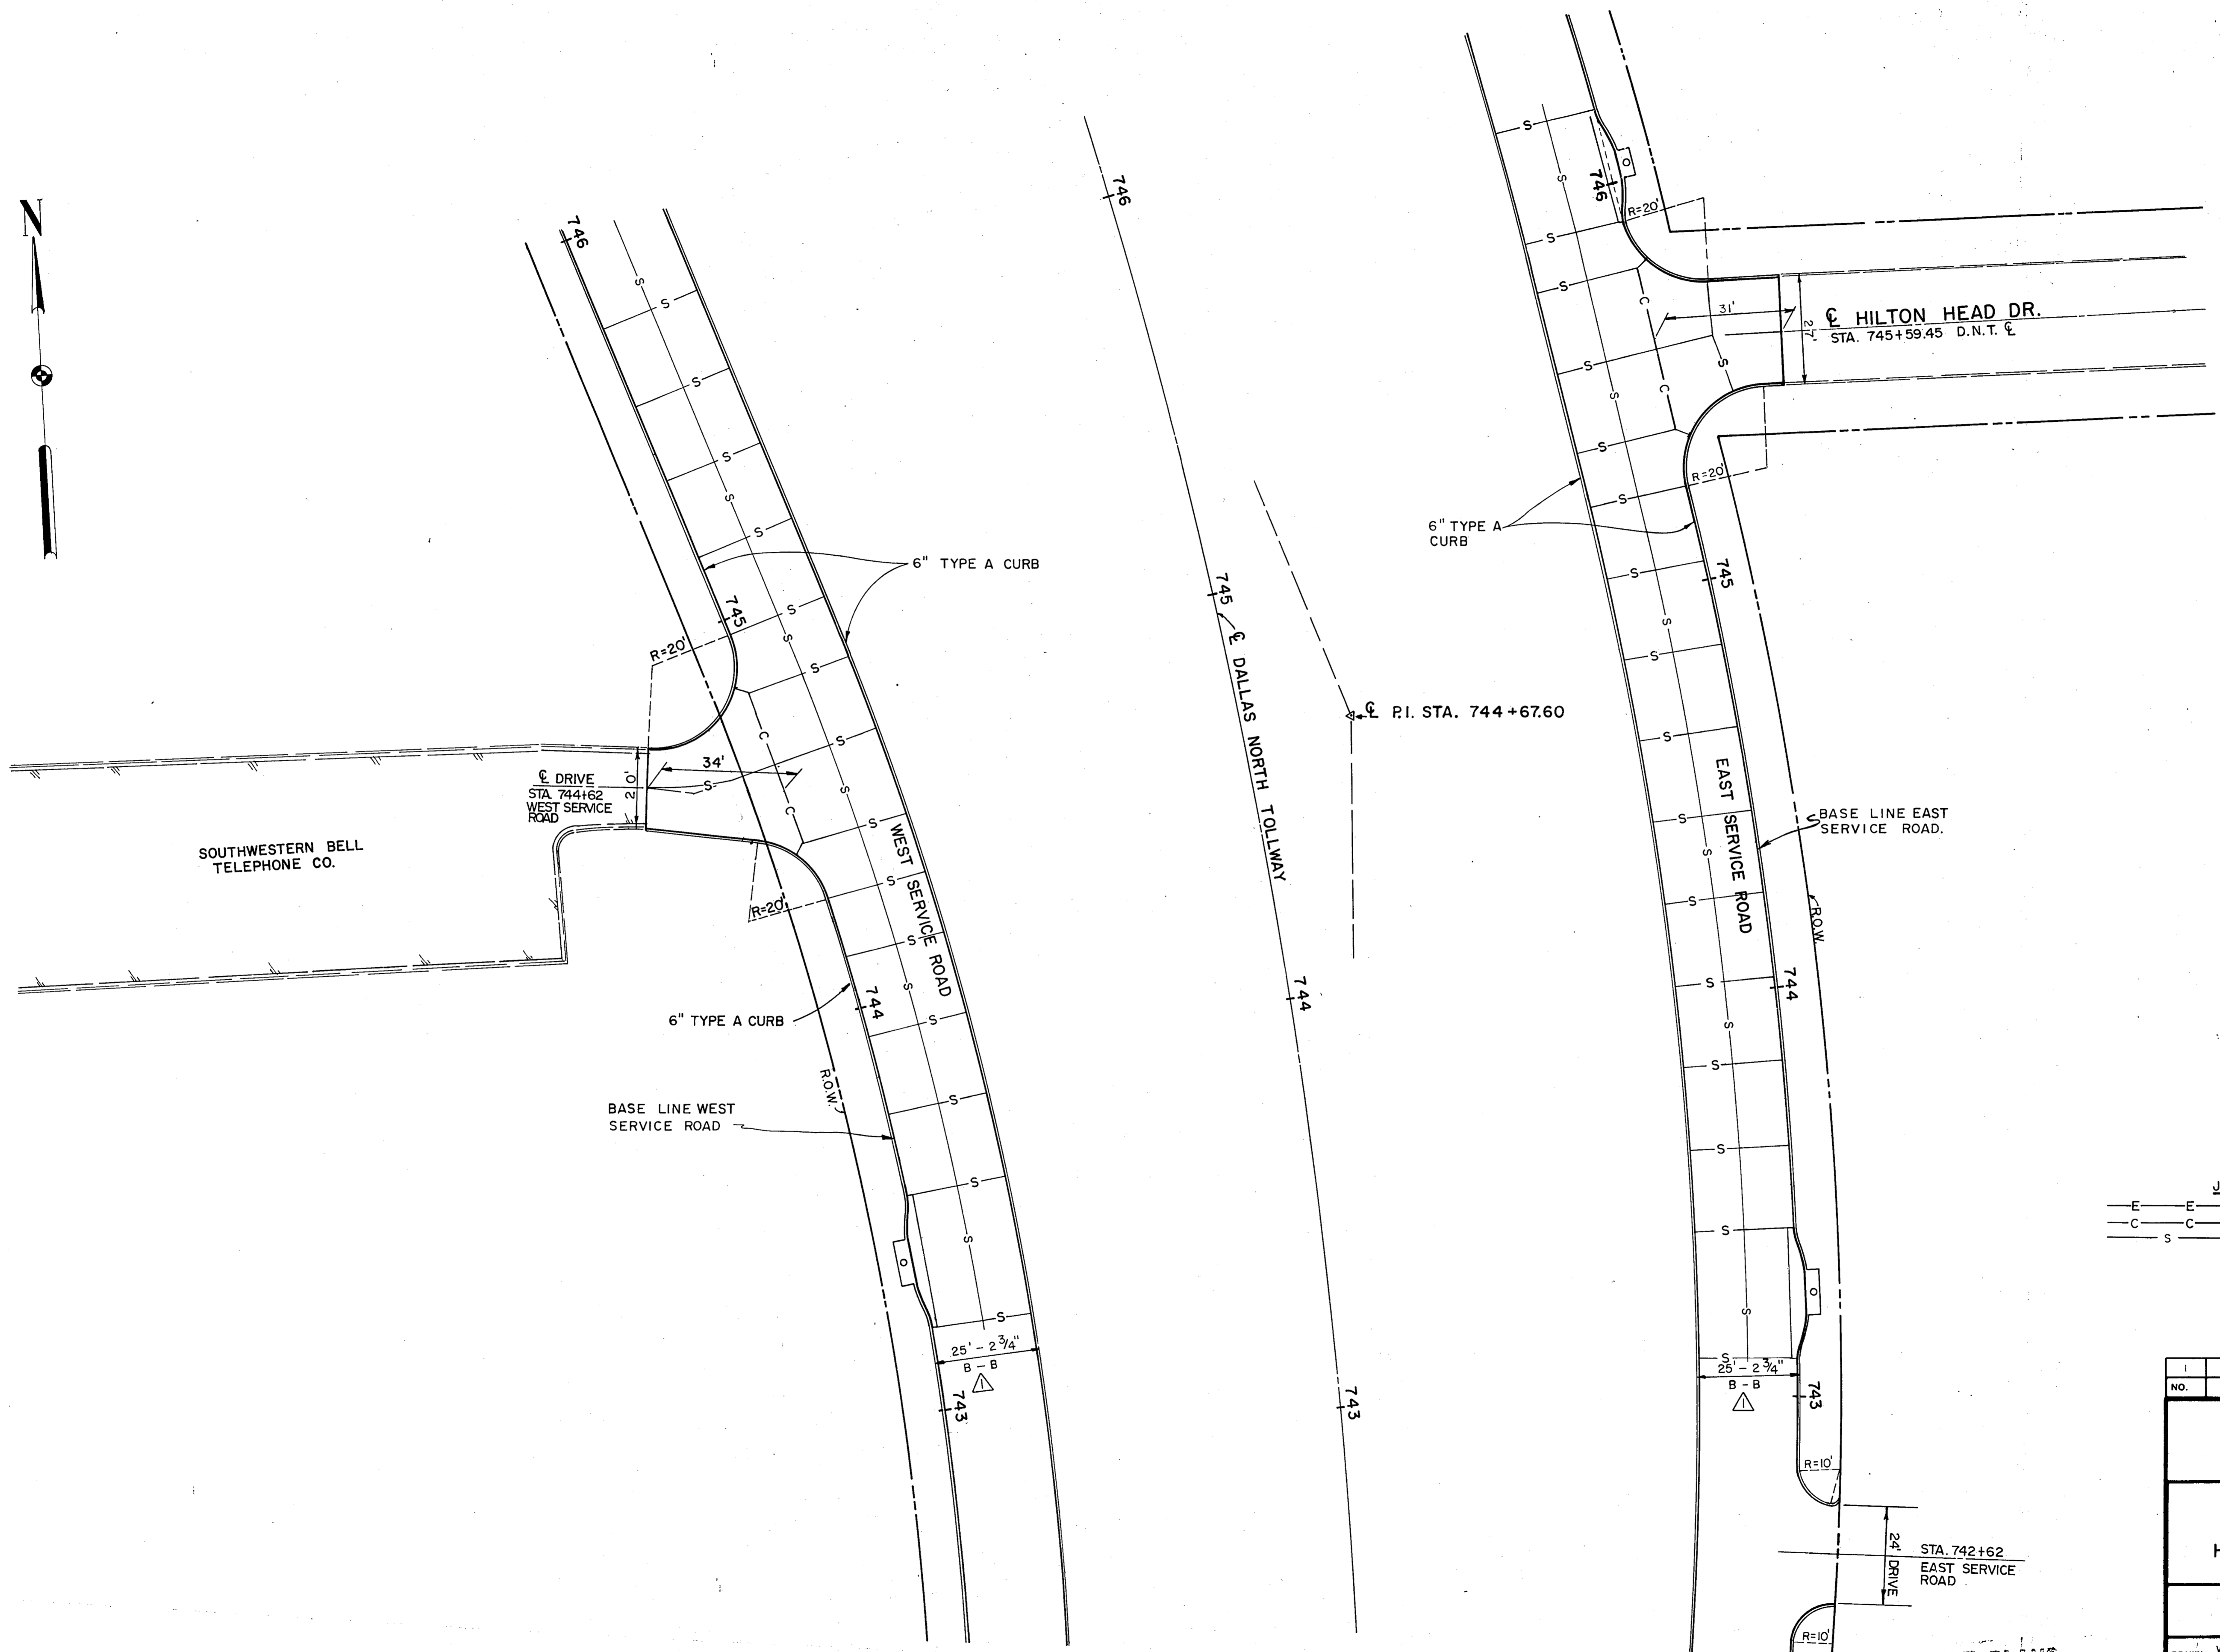 N
746
746
746
S
S
S
R=20'
31'
27'
℄ HILTON HEAD DR.
STA. 745+59.45 D.N.T. ℄
C
C
S
S
R=20'
6" TYPE A
CURB
745
6" TYPE A CURB
745
745
R=20'
℄ DALLAS NORTH TOLLWAY
℄ P.I. STA. 744+67.60
34'
C
C
S
℄ DRIVE
STA. 744+62
WEST SERVICE
ROAD
20'
SOUTHWESTERN BELL
TELEPHONE CO.
R=20'
WEST SERVICE ROAD
EAST SERVICE ROAD
BASE LINE EAST
SERVICE ROAD.
R.O.W.
744
744
744
6" TYPE A CURB
R.O.W.
BASE LINE WEST
SERVICE ROAD
E E
C C
S
25' - 2 3/4"
B - B
1
743
743
25' - 2 3/4"
B - B
1
743
1
NO.
R=10'
24' DRIVE
STA. 742+62
EAST SERVICE
ROAD
R=10'
H